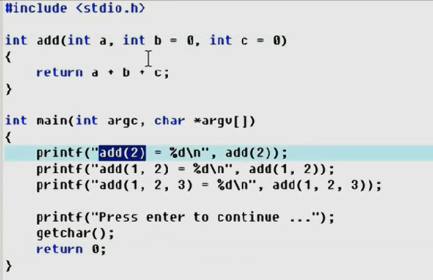 #include <stdio.h>
int add(int a, int b = 0, int c = 0)
{
return a + b + c;
}
int main(int argc, char *argv[])
{
printf("add(2) = %d\n", add(2));
printf("add(1, 2) = %d\n", add(1, 2));
printf("add(1, 2, 3) = %d\n", add(1, 2, 3));
printf("Press enter to continue ...");
getchar();
return 0;
}